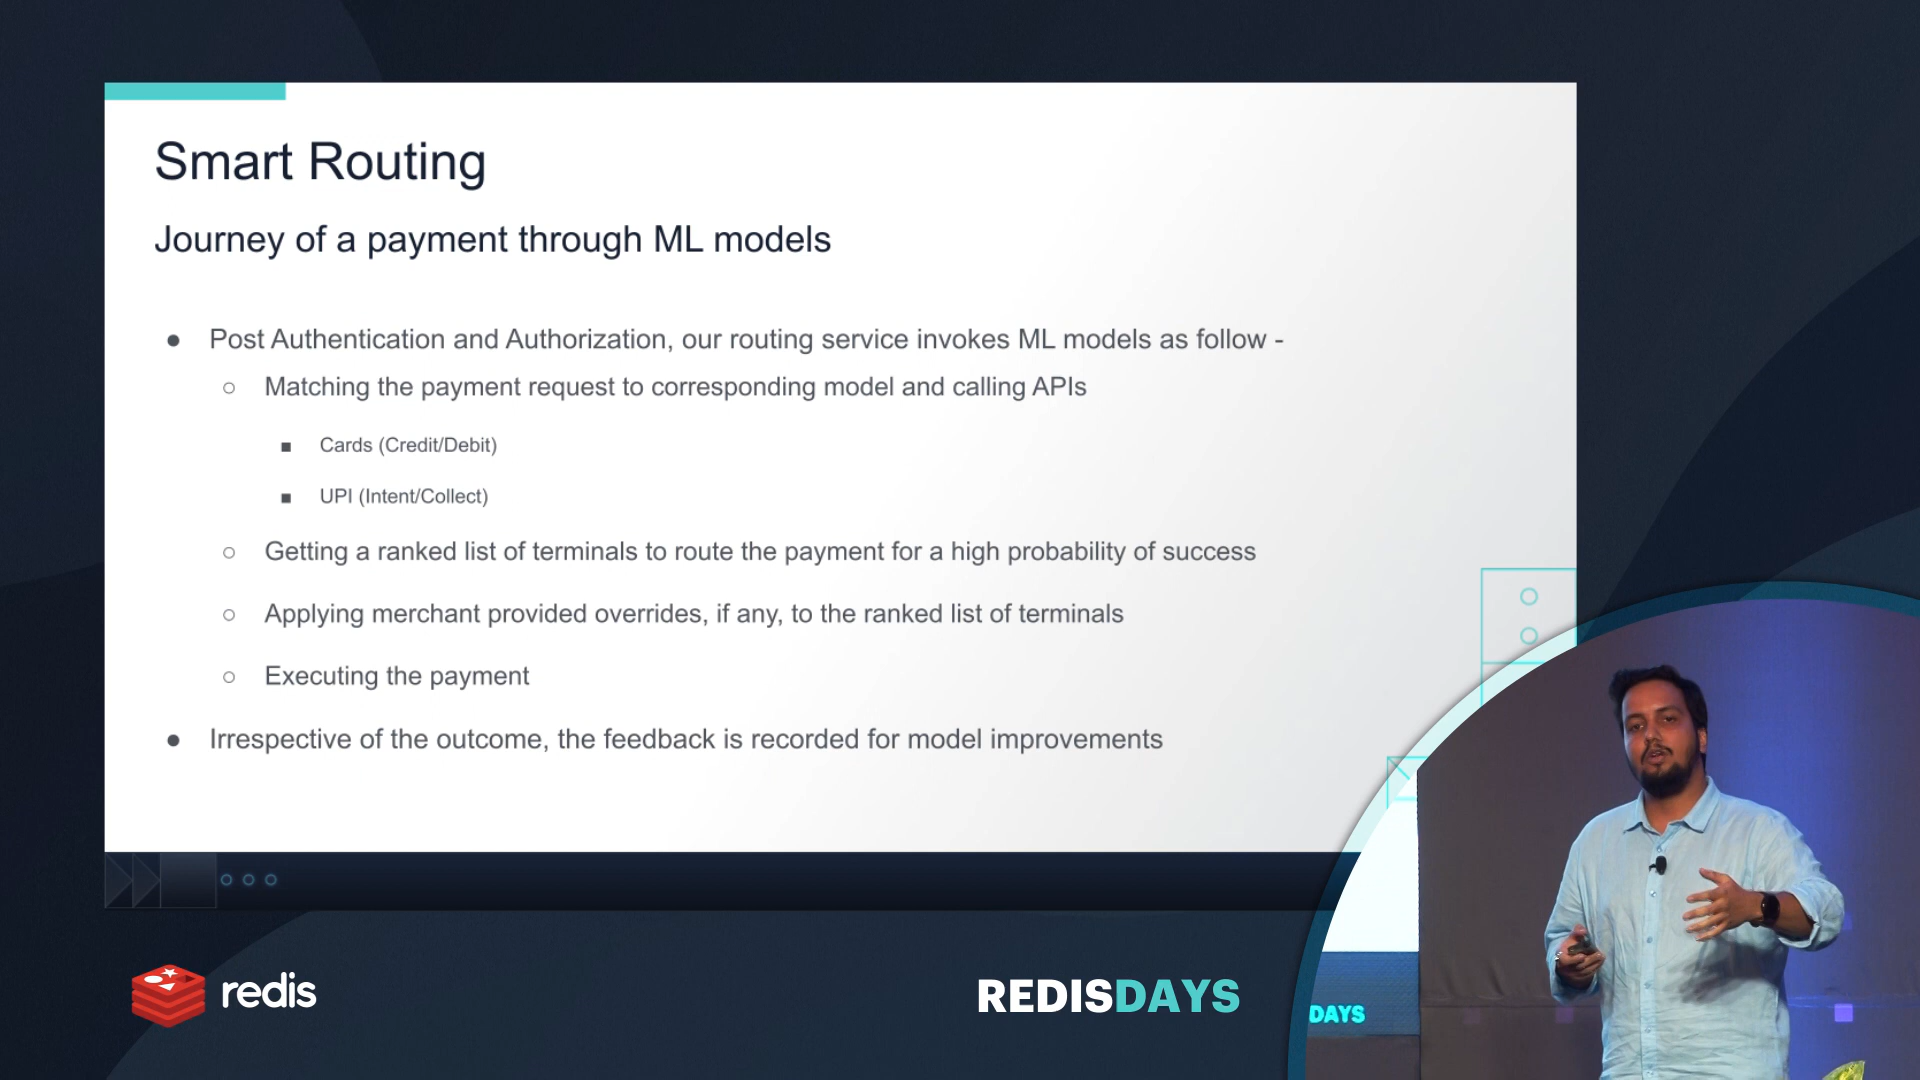 Smart Routing
Journey of a payment through ML models
● Post Authentication and Authorization, our routing service invokes ML models as follow -
○ Matching the payment request to corresponding model and calling APIs
■ Cards (Credit/Debit)
■ UPI (Intent/Collect)
○ Getting a ranked list of terminals to route the payment for a high probability of success
○ Applying merchant provided overrides, if any, to the ranked list of terminals
○ Executing the payment
● Irrespective of the outcome, the feedback is recorded for model improvements
redis
REDISDAYS
DAYS